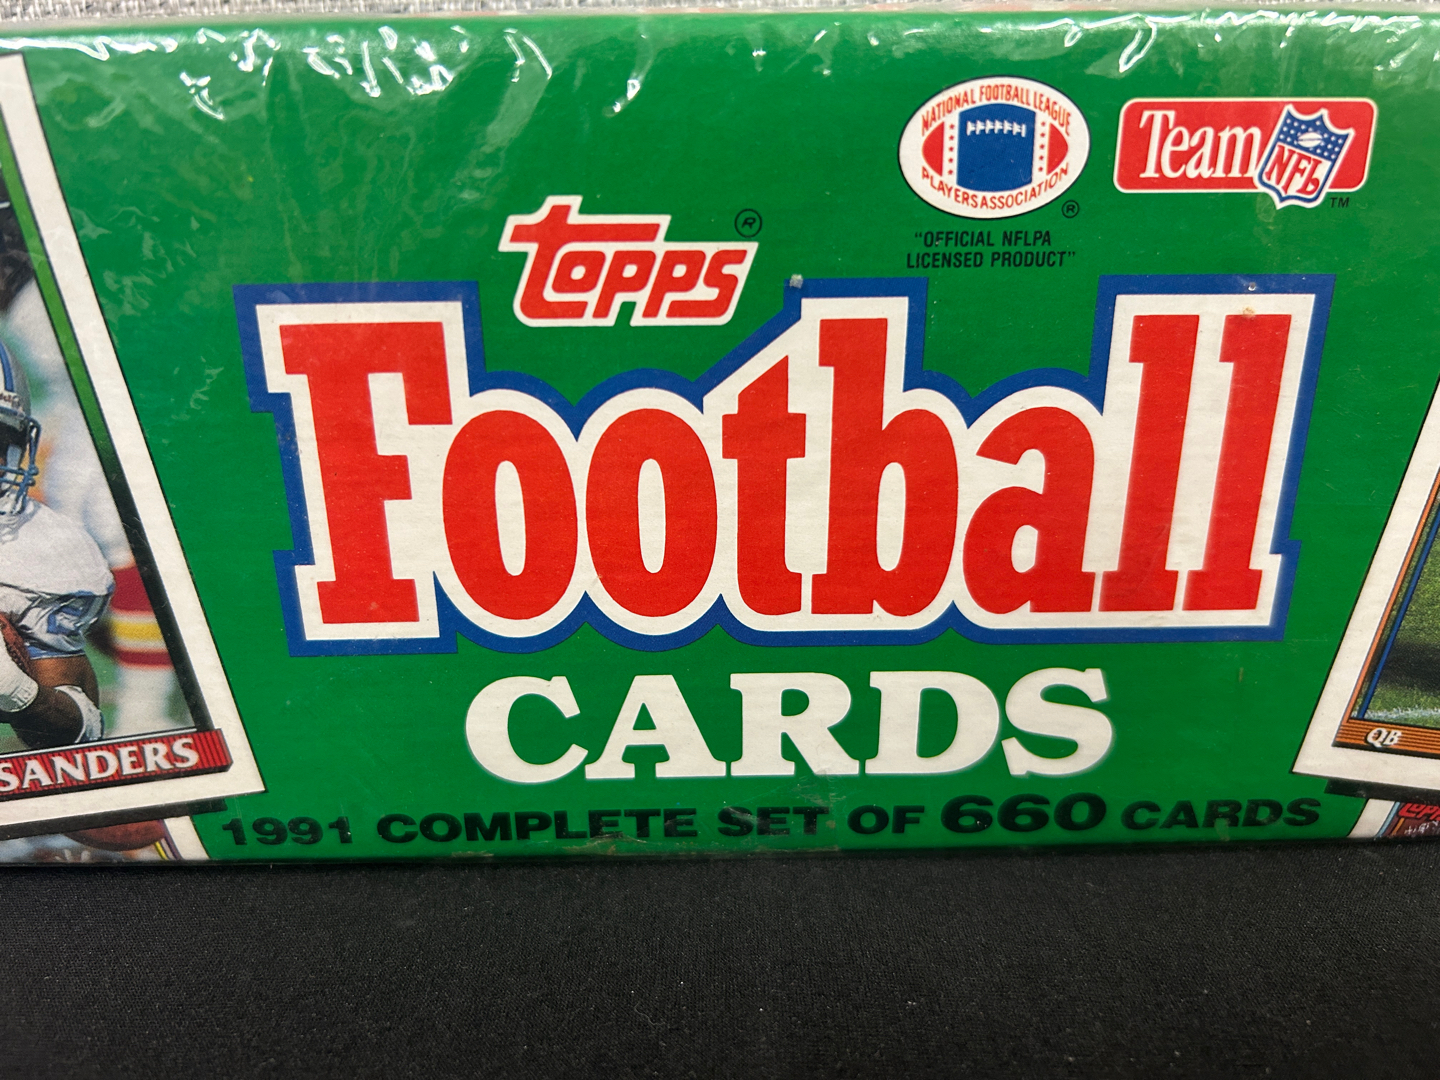 NATIONAL FOOTBALL LEAGUE
PLAYERS ASSOCIATION
®
Team NFL
TM
"OFFICIAL NFLPA
LICENSED PRODUCT"
topps ®
Football
CARDS
SANDERS
QB
1991 COMPLETE SET OF 660 CARDS